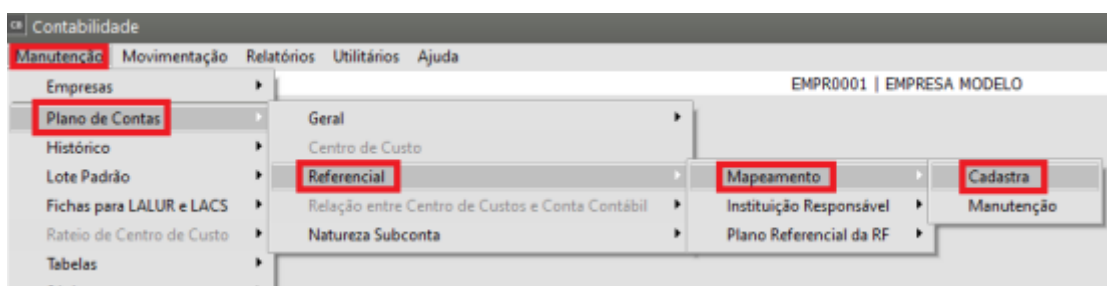 CB Contabilidade
Manutenção Movimentação Relatórios Utilitários Ajuda
Empresas EMPR0001 | EMPRESA MODELO
Plano de Contas Geral
Histórico Centro de Custo
Lote Padrão Referencial Mapeamento Cadastra
Fichas para LALUR e LACS Relação entre Centro de Custos e Conta Contábil Instituição Responsável Manutenção
Rateio de Centro de Custo Natureza Subconta Plano Referencial da RF
Tabelas